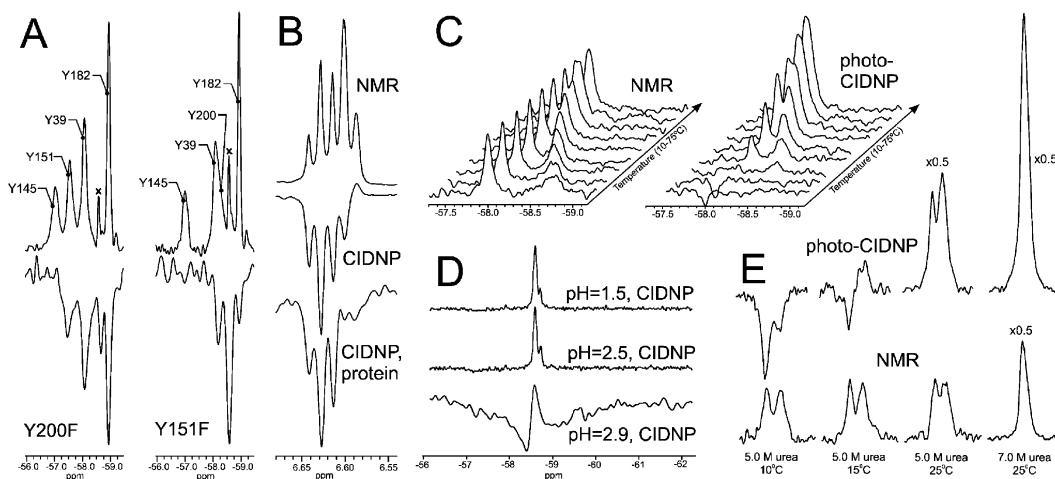 A
Y182
Y39
Y151
Y145
x
Y200F
-56.0 -57.0 -58.0 -59.0
ppm
Y182
Y200
x
Y39
Y145
Y151F
-56.0 -57.0 -58.0 -59.0
ppm
B
NMR
CIDNP
CIDNP,
protein
6.65 6.60 6.55
ppm
C
NMR
Temperature (10-75°C)
-57.5 -58.0 -58.5 -59.0
photo-
CIDNP
Temperature (10-75°C)
-57.5 -58.0 -58.5 -59.0
D
pH=1.5, CIDNP
pH=2.5, CIDNP
pH=2.9, CIDNP
-56 -57 -58 -59 -60 -61 -62
ppm
E
photo-CIDNP
x0.5
x0.5
NMR
x0.5
5.0 M urea
10°C
5.0 M urea
15°C
5.0 M urea
25°C
7.0 M urea
25°C